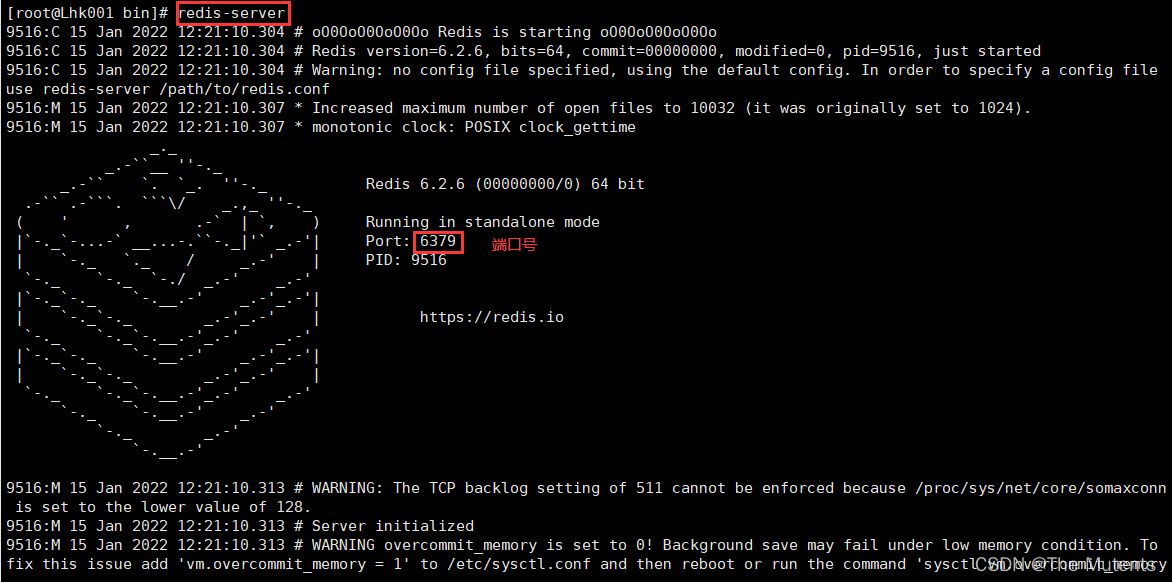 [root@Lhk001 bin]# redis-server
9516:C 15 Jan 2022 12:21:10.304 # oO0OoO0OoO0Oo Redis is starting oO0OoO0OoO0Oo
9516:C 15 Jan 2022 12:21:10.304 # Redis version=6.2.6, bits=64, commit=00000000, modified=0, pid=9516, just started
9516:C 15 Jan 2022 12:21:10.304 # Warning: no config file specified, using the default config. In order to specify a config file
use redis-server /path/to/redis.conf
9516:M 15 Jan 2022 12:21:10.307 * Increased maximum number of open files to 10032 (it was originally set to 1024).
9516:M 15 Jan 2022 12:21:10.307 * monotonic clock: POSIX clock_gettime
Redis 6.2.6 (00000000/0) 64 bit
Running in standalone mode
Port: 6379 端口号
PID: 9516
https://redis.io
9516:M 15 Jan 2022 12:21:10.313 # WARNING: The TCP backlog setting of 511 cannot be enforced because /proc/sys/net/core/somaxconn
is set to the lower value of 128.
9516:M 15 Jan 2022 12:21:10.313 # Server initialized
9516:M 15 Jan 2022 12:21:10.313 # WARNING overcommit_memory is set to 0! Background save may fail under low memory condition. To
fix this issue add 'vm.overcommit_memory = 1' to /etc/sysctl.conf and then reboot or run the command 'sysctl vm.overcommit_memory
CSDN @The Mutents